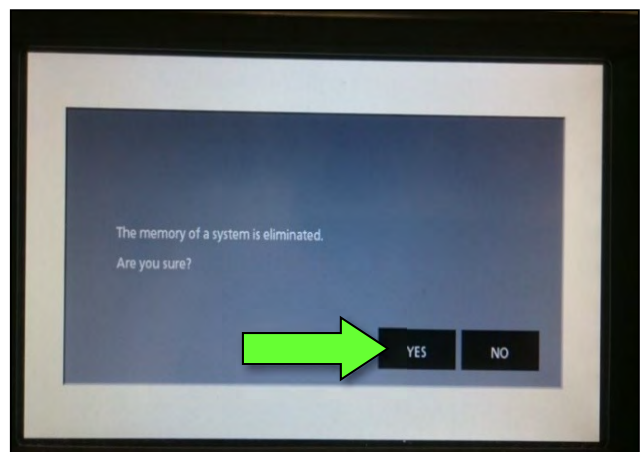 The memory of a system is eliminated.
Are you sure?
YES NO